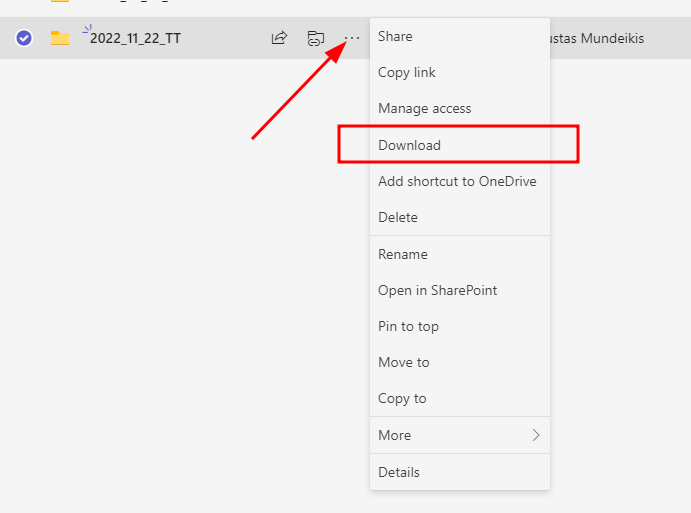 2022_11_22_TT
Share
ustas Mundeikis
Copy link
Manage access
Download
Add shortcut to OneDrive
Delete
Rename
Open in SharePoint
Pin to top
Move to
Copy to
More
Details